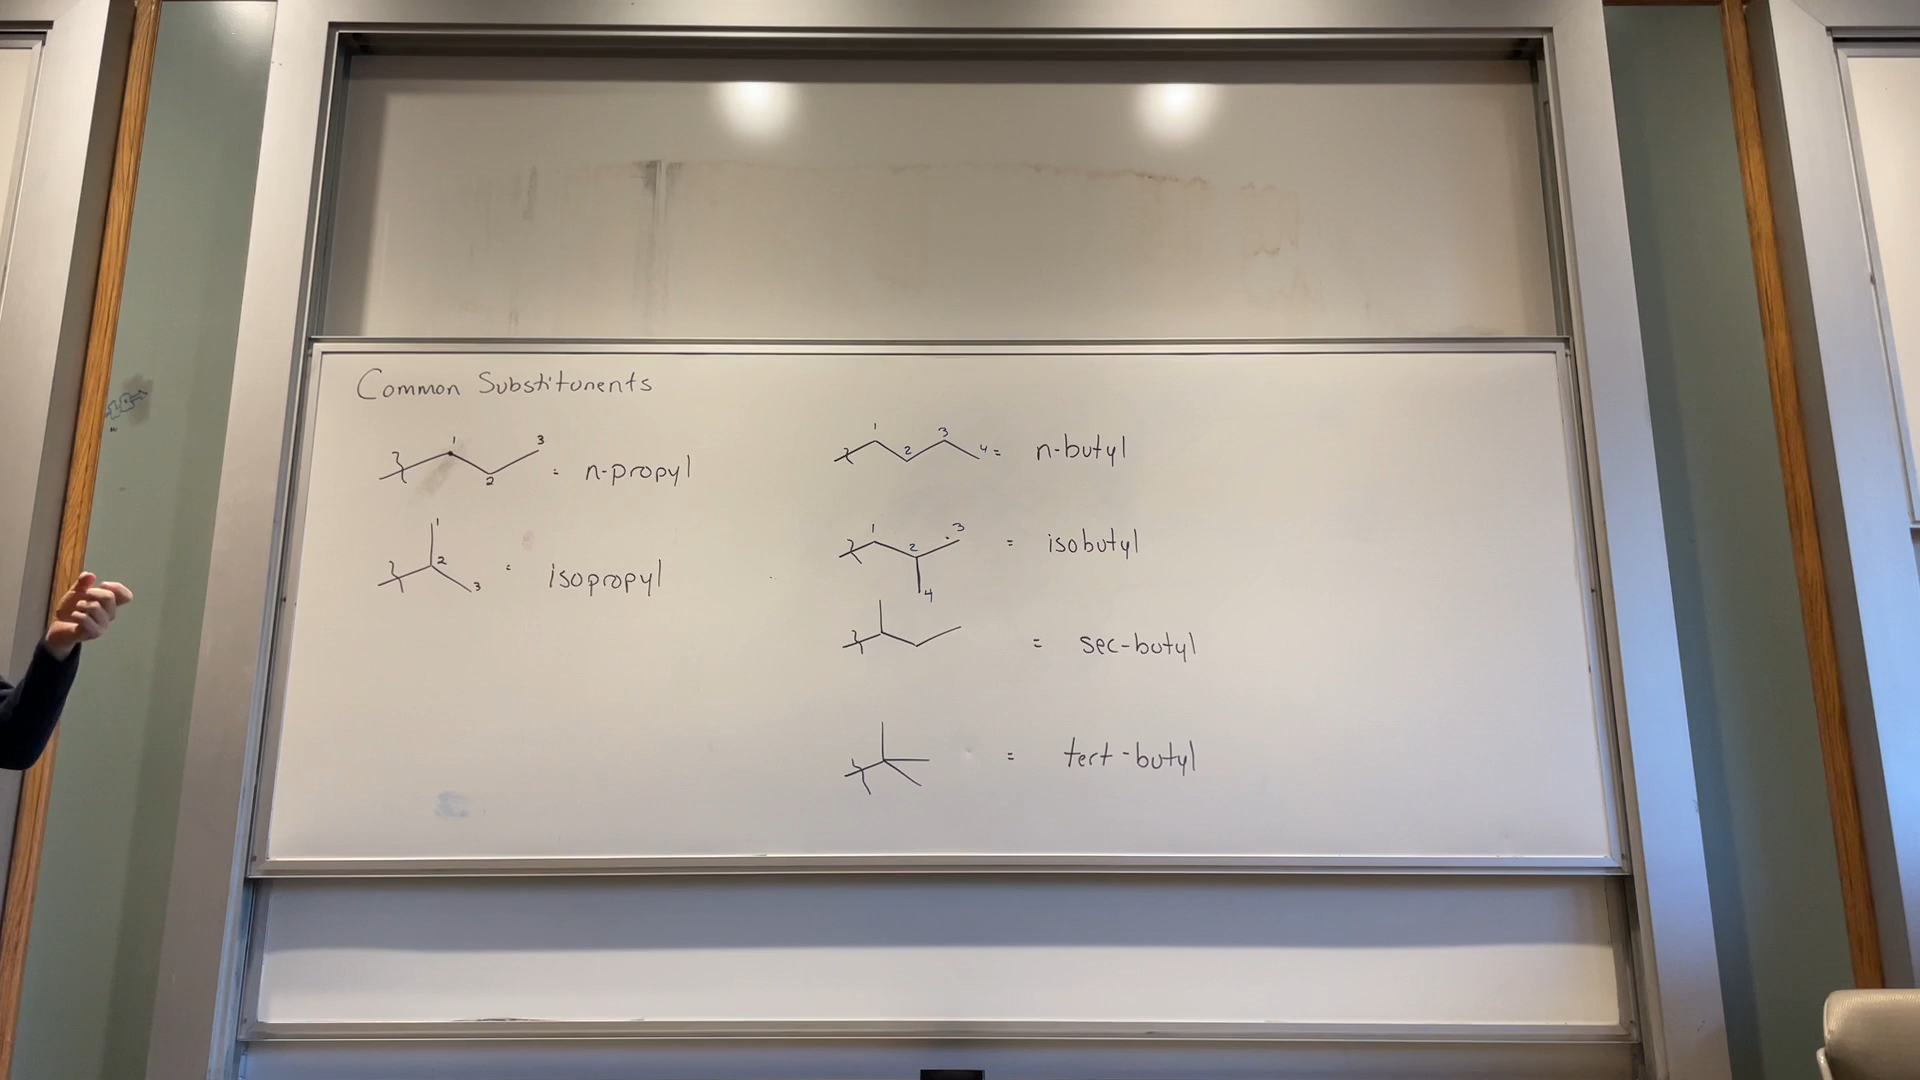 Common Substitunents
1 2 3 = n-propyl
1 2 3 = isopropyl
1 2 3 4 = n-butyl
1 2 3 4 = isobutyl
= sec-butyl
= tert-butyl